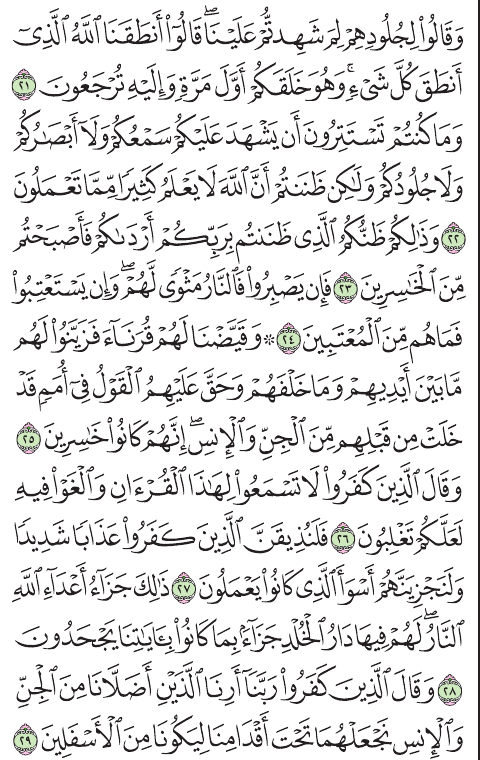 وَقَالُوا۟ لِجُلُودِهِمْ لِمَ شَهِدتُّمْ عَلَيْنَا ۖ قَالُوٓا۟ أَنطَقَنَا ٱللَّهُ ٱلَّذِىٓ
أَنطَقَ كُلَّ شَىْءٍ ۚ وَهُوَ خَلَقَكُمْ أَوَّلَ مَرَّةٍ وَإِلَيْهِ تُرْجَعُونَ ٢١
وَمَا كُنتُمْ تَسْتَتِرُونَ أَن يَشْهَدَ عَلَيْكُمْ سَمْعُكُمْ وَلَآ أَبْصَٰرُكُمْ
وَلَا جُلُودُكُمْ وَلَٰكِن ظَنَنتُمْ أَنَّ ٱللَّهَ لَا يَعْلَمُ كَثِيرًا مِّمَّا تَعْمَلُونَ
٢٢ وَذَٰلِكُمْ ظَنُّكُمُ ٱلَّذِى ظَنَنتُم بِرَبِّكُمْ أَرْدَىٰكُمْ فَأَصْبَحْتُم
مِّنَ ٱلْخَٰسِرِينَ ٢٣ فَإِن يَصْبِرُوا۟ فَٱلنَّارُ مَثْوًى لَّهُمْ ۖ وَإِن يَسْتَعْتِبُوا۟
فَمَا هُم مِّنَ ٱلْمُعْتَبِينَ ٢٤ ۞ وَقَيَّضْنَا لَهُمْ قُرَنَآءَ فَزَيَّنُوا۟ لَهُم
مَّا بَيْنَ أَيْدِيهِمْ وَمَا خَلْفَهُمْ وَحَقَّ عَلَيْهِمُ ٱلْقَوْلُ فِىٓ أُمَمٍ قَدْ
خَلَتْ مِن قَبْلِهِم مِّنَ ٱلْجِنِّ وَٱلْإِنسِ ۖ إِنَّهُمْ كَانُوا۟ خَٰسِرِينَ ٢٥
وَقَالَ ٱلَّذِينَ كَفَرُوا۟ لَا تَسْمَعُوا۟ لِهَٰذَا ٱلْقُرْءَانِ وَٱلْغَوْا۟ فِيهِ
لَعَلَّكُمْ تَغْلِبُونَ ٢٦ فَلَنُذِيقَنَّ ٱلَّذِينَ كَفَرُوا۟ عَذَابًا شَدِيدًا
وَلَنَجْزِيَنَّهُمْ أَسْوَأَ ٱلَّذِى كَانُوا۟ يَعْمَلُونَ ٢٧ ذَٰلِكَ جَزَآءُ أَعْدَآءِ ٱللَّهِ
ٱلنَّارُ ۖ لَهُمْ فِيهَا دَارُ ٱلْخُلْدِ ۖ جَزَآءًۢ بِمَا كَانُوا۟ بِـَٔايَٰتِنَا يَجْحَدُونَ
٢٨ وَقَالَ ٱلَّذِينَ كَفَرُوا۟ رَبَّنَآ أَرِنَا ٱلَّذَيْنِ أَضَلَّانَا مِنَ ٱلْجِنِّ
وَٱلْإِنسِ نَجْعَلْهُمَا تَحْتَ أَقْدَامِنَا لِيَكُونَا مِنَ ٱلْأَسْفَلِينَ ٢٩